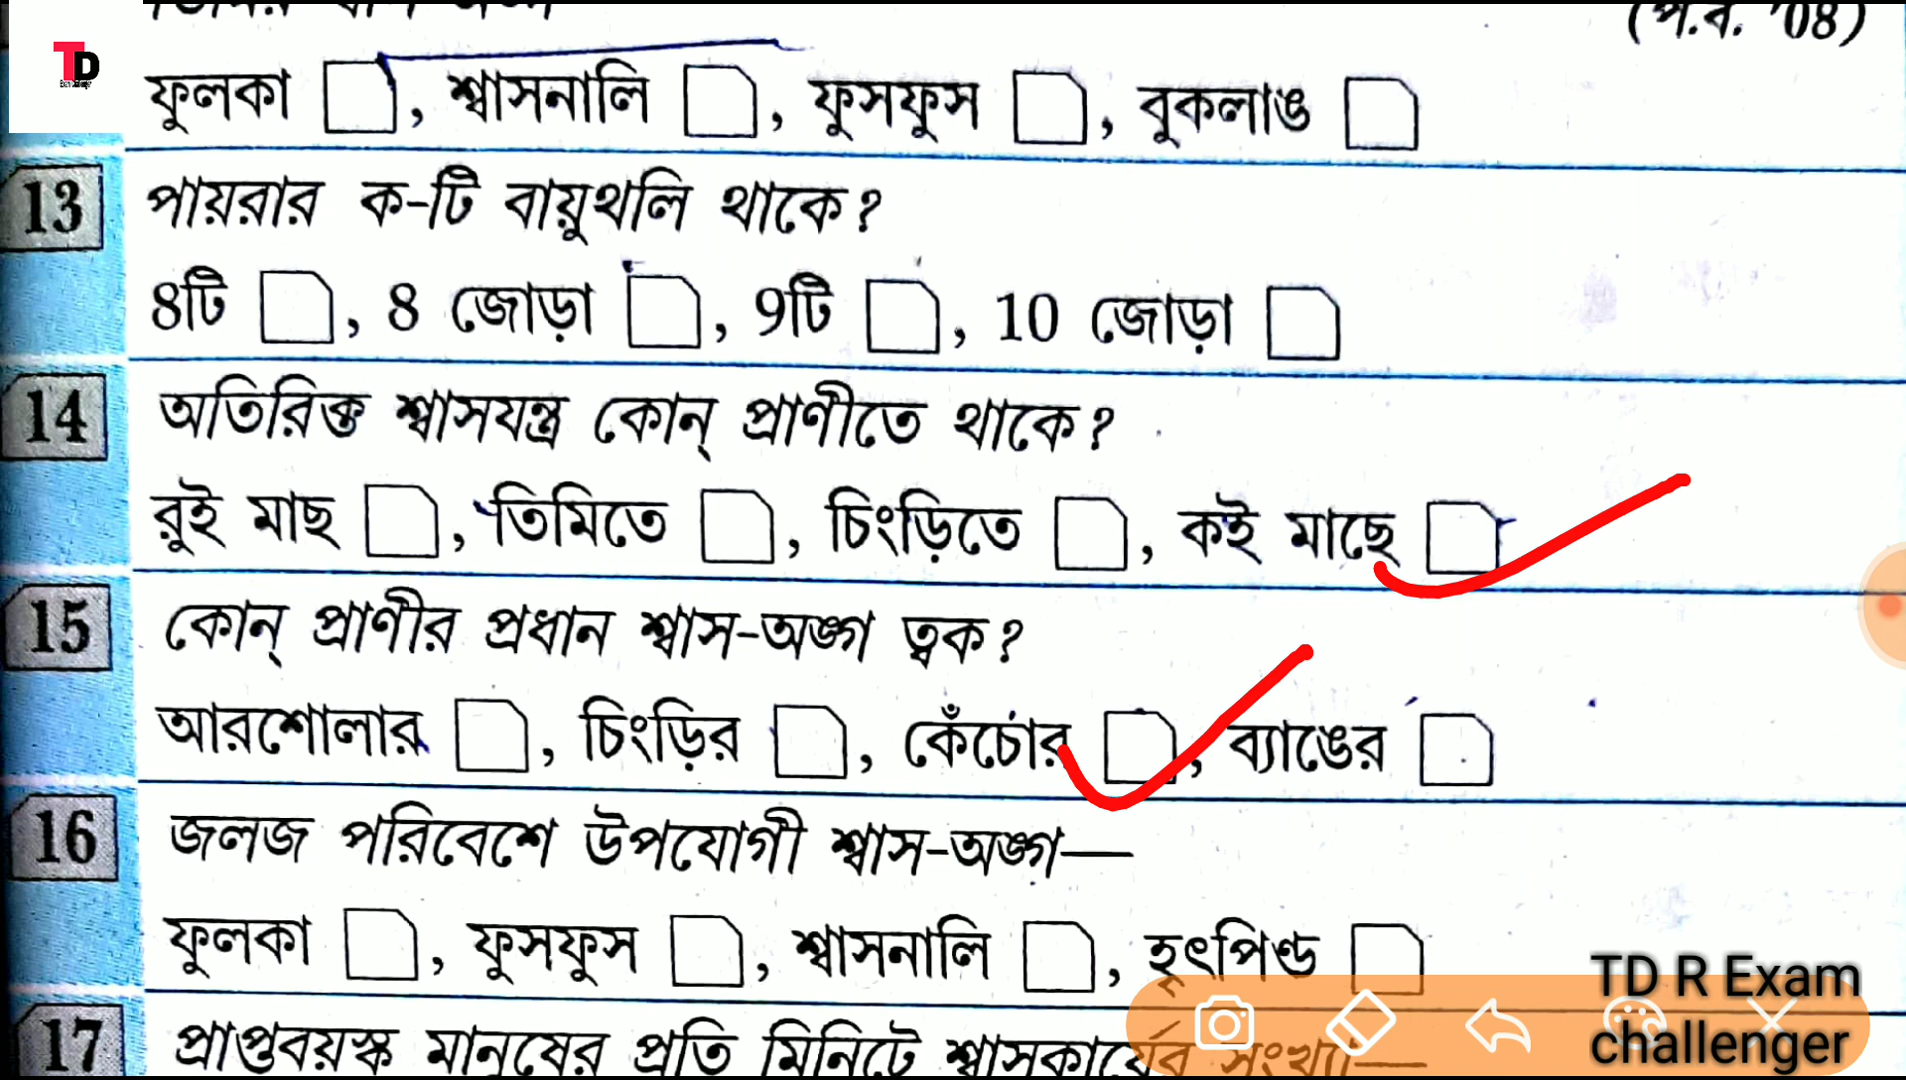 (প.ব. '08)
TD
ফুলকা , শ্বাসনালি , ফুসফুস , বুকলাঙ
13 পায়রার ক-টি বায়ুথলি থাকে?
8টি , 8 জোড়া , 9টি , 10 জোড়া
14 অতিরিক্ত শ্বাসযন্ত্র কোন্ প্রাণীতে থাকে?
রুই মাছ , তিমিতে , চিংড়িতে , কই মাছে
15 কোন্ প্রাণীর প্রধান শ্বাস-অঙ্গ ত্বক?
আরশোলার , চিংড়ির , কেঁচোর , ব্যাঙের
16 জলজ পরিবেশে উপযোগী শ্বাস-অঙ্গ—
ফুলকা , ফুসফুস , শ্বাসনালি , হৃৎপিণ্ড
17 প্রাপ্তবয়স্ক মানুষের প্রতি মিনিটে শ্বাসকার্যের সংখ্যা—
TD R Exam
challenger